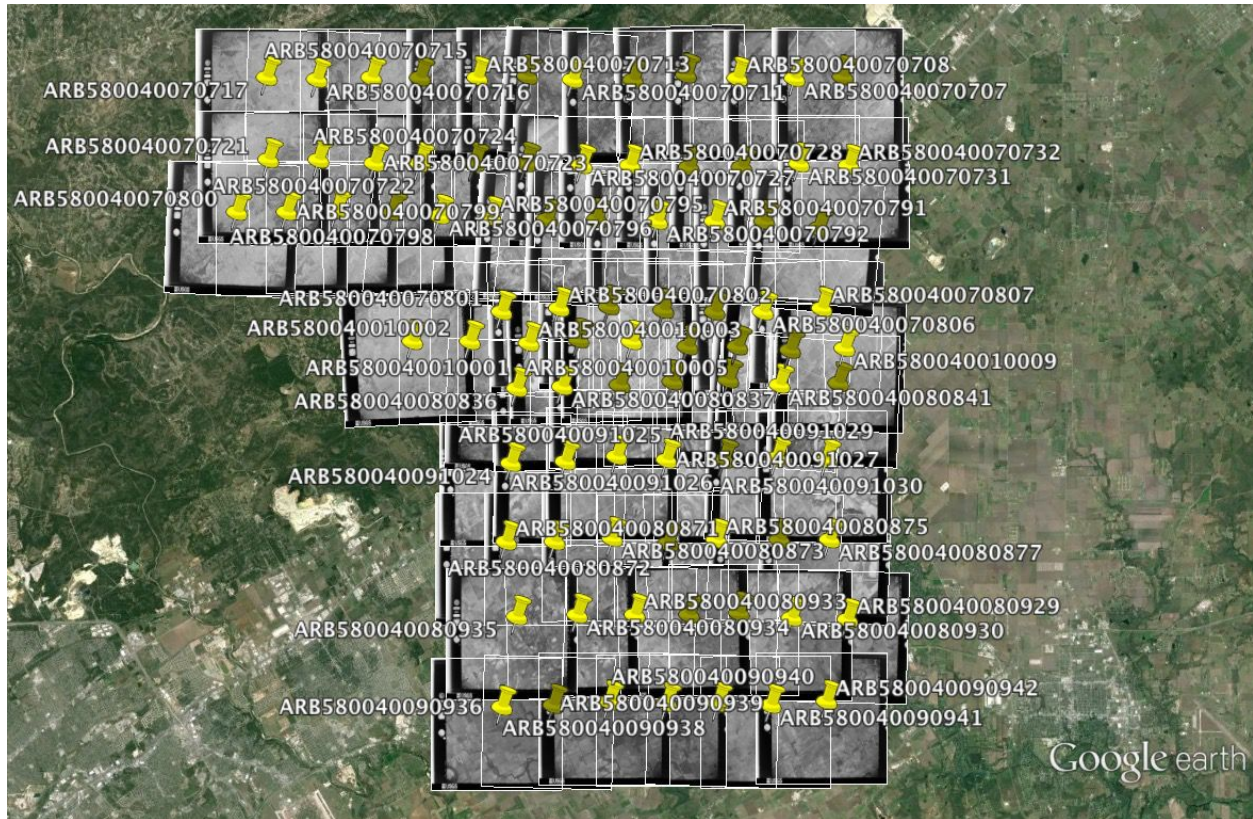 ARB580040070715
ARB580040070713
ARB580040070708
ARB580040070717
ARB580040070716
ARB580040070711
ARB580040070707
ARB580040070724
ARB580040070721
ARB580040070723
ARB580040070728
ARB580040070732
ARB580040070727
ARB580040070731
ARB580040070722
ARB580040070800
ARB580040070799
ARB580040070795
ARB580040070791
ARB580040070798
ARB580040070796
ARB580040070792
ARB580040070801
ARB580040070802
ARB580040070807
ARB580040010002
ARB580040010003
ARB580040070806
ARB580040010001
ARB580040010005
ARB580040010009
ARB580040080836
ARB580040080837
ARB580040080841
ARB580040091025
ARB580040091029
ARB580040091027
ARB580040091024
ARB580040091026
ARB580040091030
ARB580040080871
ARB580040080875
ARB580040080873
ARB580040080877
ARB580040080872
ARB580040080933
ARB580040080929
ARB580040080935
ARB580040080934
ARB580040080930
ARB580040090940
ARB580040090942
ARB580040090936
ARB580040090939
ARB580040090941
ARB580040090938
Google earth